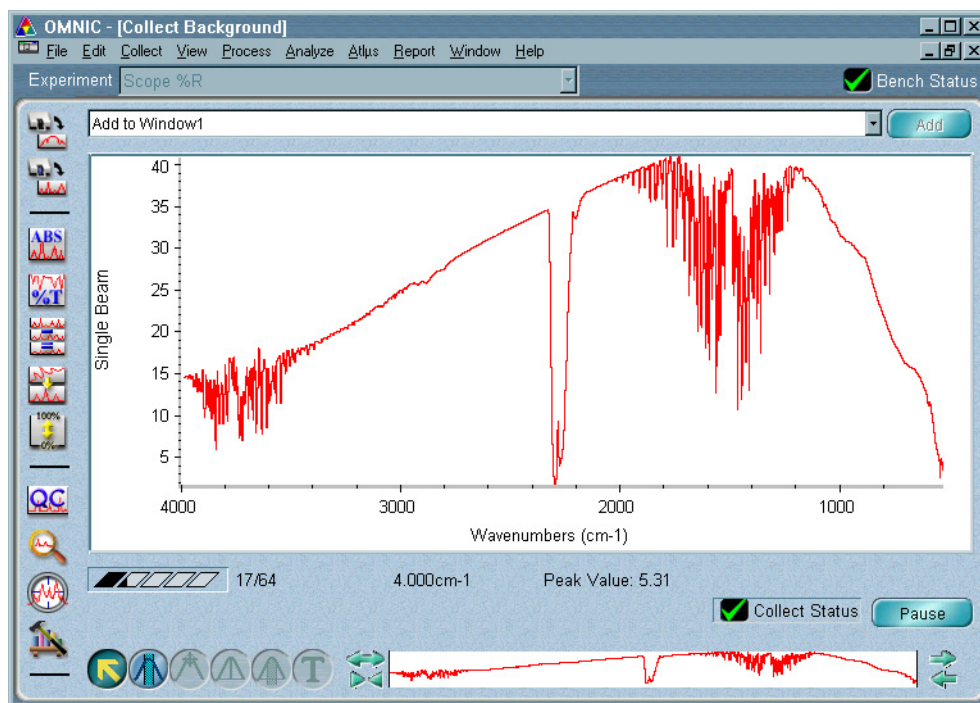 OMNIC - [Collect Background]
File Edit Collect View Process Analyze Atlµs Report Window Help
Experiment Scope %R Bench Status
Add to Window1 Add
ABS
%T
100%
0%
QC
40
35
30
25
20
15
10
5
Single Beam
4000 3000 2000 1000
Wavenumbers (cm-1)
17/64 4.000cm-1 Peak Value: 5.31
Collect Status Pause
T